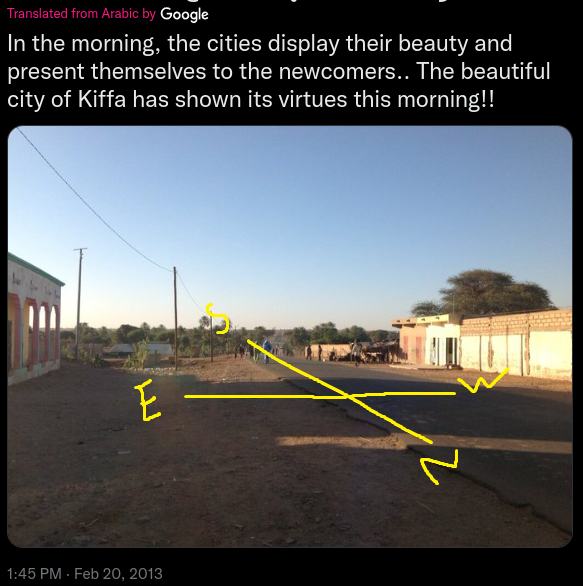 Translated from Arabic by Google
In the morning, the cities display their beauty and
present themselves to the newcomers.. The beautiful
city of Kiffa has shown its virtues this morning!!
S
E
W
N
1:45 PM · Feb 20, 2013